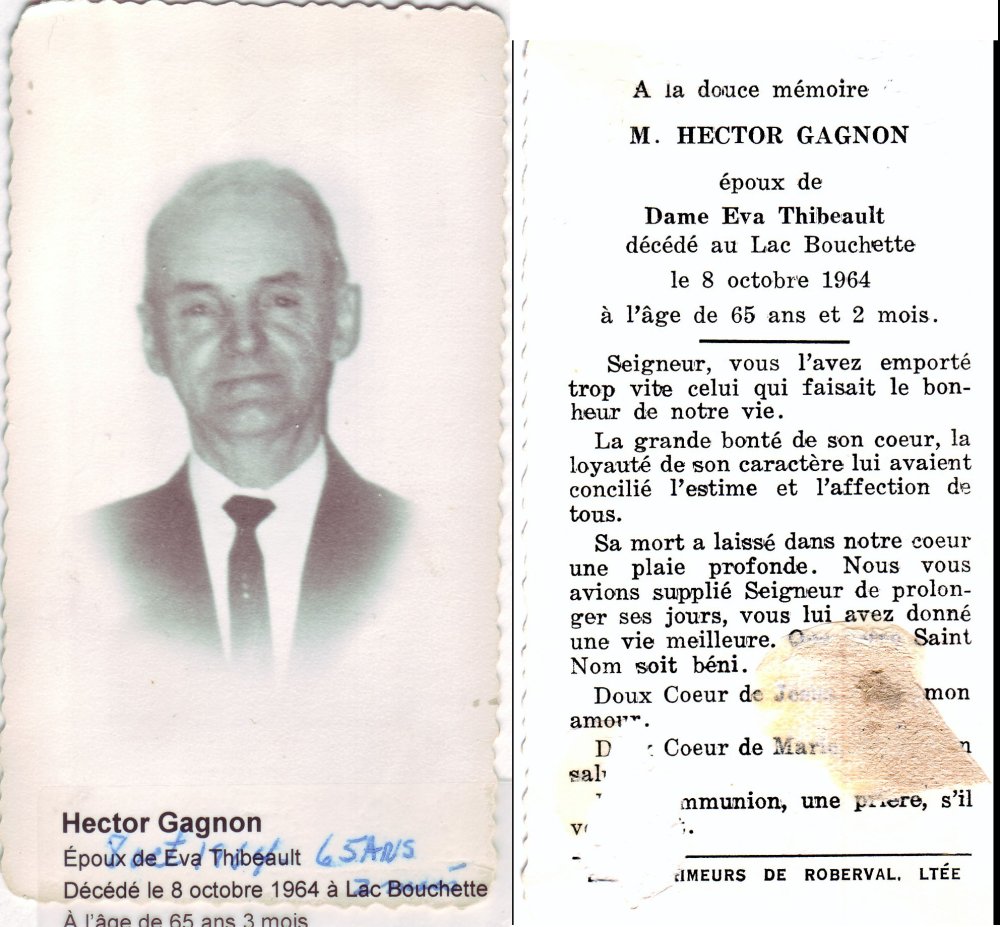 Hector Gagnon
Époux de Eva Thibeault
8 oct 1964 65 ANS
Décédé le 8 octobre 1964 à Lac Bouchette
À l'âge de 65 ans 3 mois
A la douce mémoire
M. HECTOR GAGNON
époux de
Dame Eva Thibeault
décédé au Lac Bouchette
le 8 octobre 1964
à l'âge de 65 ans et 2 mois.
Seigneur, vous l'avez emporté
trop vite celui qui faisait le bon-
heur de notre vie.
La grande bonté de son coeur, la
loyauté de son caractère lui avaient
concilié l'estime et l'affection de
tous.
Sa mort a laissé dans notre coeur
une plaie profonde. Nous vous
avions supplié Seigneur de prolon-
ger ses jours, vous lui avez donné
une vie meilleure. Saint
Nom soit béni.
Doux Coeur de mon
amour.
Coeur de Marie
mmunion, une prière, s'il
IMEURS DE ROBERVAL, LTÉE